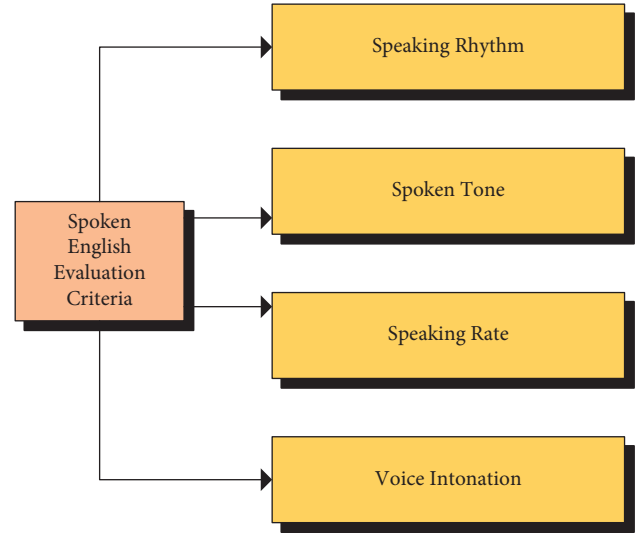 Speaking Rhythm
Spoken Tone
Spoken
English
Evaluation
Criteria
Speaking Rate
Voice Intonation